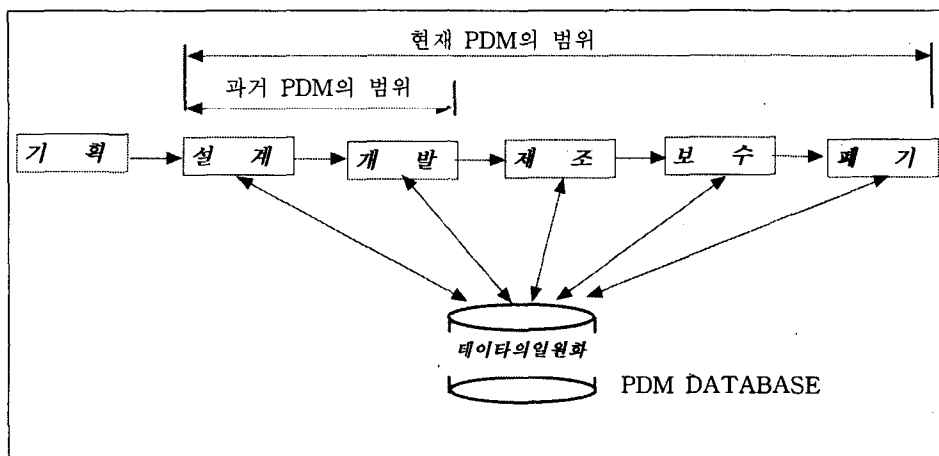 현재 PDM의 범위
과거 PDM의 범위
기 획
설 계
개 발
제 조
보 수
폐 기
데이타의일원화
PDM DATABASE